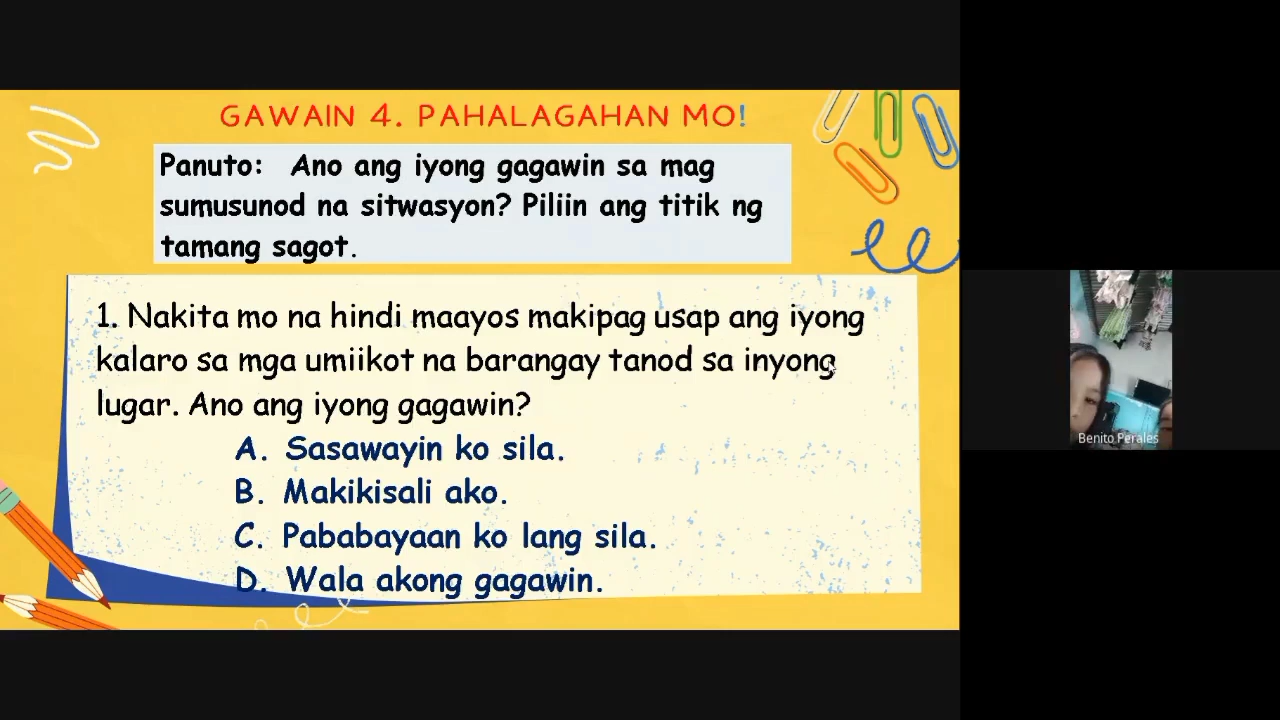 GAWAIN 4. PAHALAGAHAN MO!
Panuto: Ano ang iyong gagawin sa mag
sumusunod na sitwasyon? Piliin ang titik ng
tamang sagot.
1. Nakita mo na hindi maayos makipag usap ang iyong
kalaro sa mga umiikot na barangay tanod sa inyong
lugar. Ano ang iyong gagawin?
A. Sasawayin ko sila.
B. Makikisali ako.
C. Pababayaan ko lang sila.
D. Wala akong gagawin.
Benito Perales